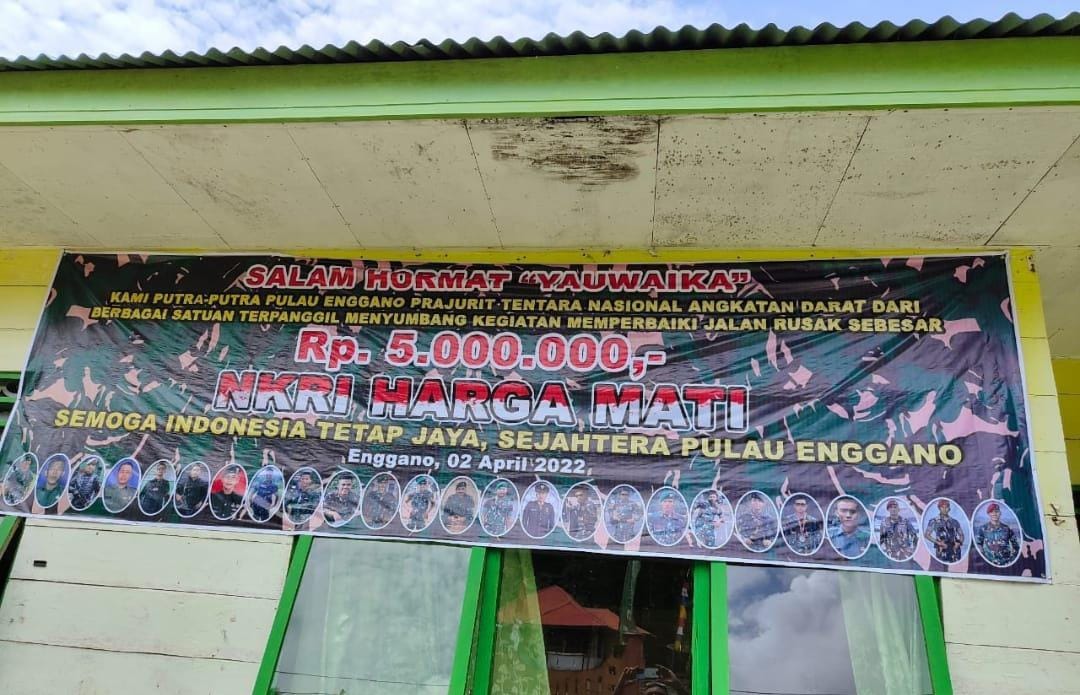 SALAM HORMAT "YAUWAIKA"
KAMI PUTRA-PUTRA PULAU ENGGANO PRAJURIT TENTARA NASIONAL ANGKATAN DARAT DARI
BERBAGAI SATUAN TERPANGGIL MENYUMBANG KEGIATAN MEMPERBAIKI JALAN RUSAK SEBESAR
Rp. 5.000.000,-
NKRI HARGA MATI
SEMOGA INDONESIA TETAP JAYA, SEJAHTERA PULAU ENGGANO
Enggano, 02 April 2022